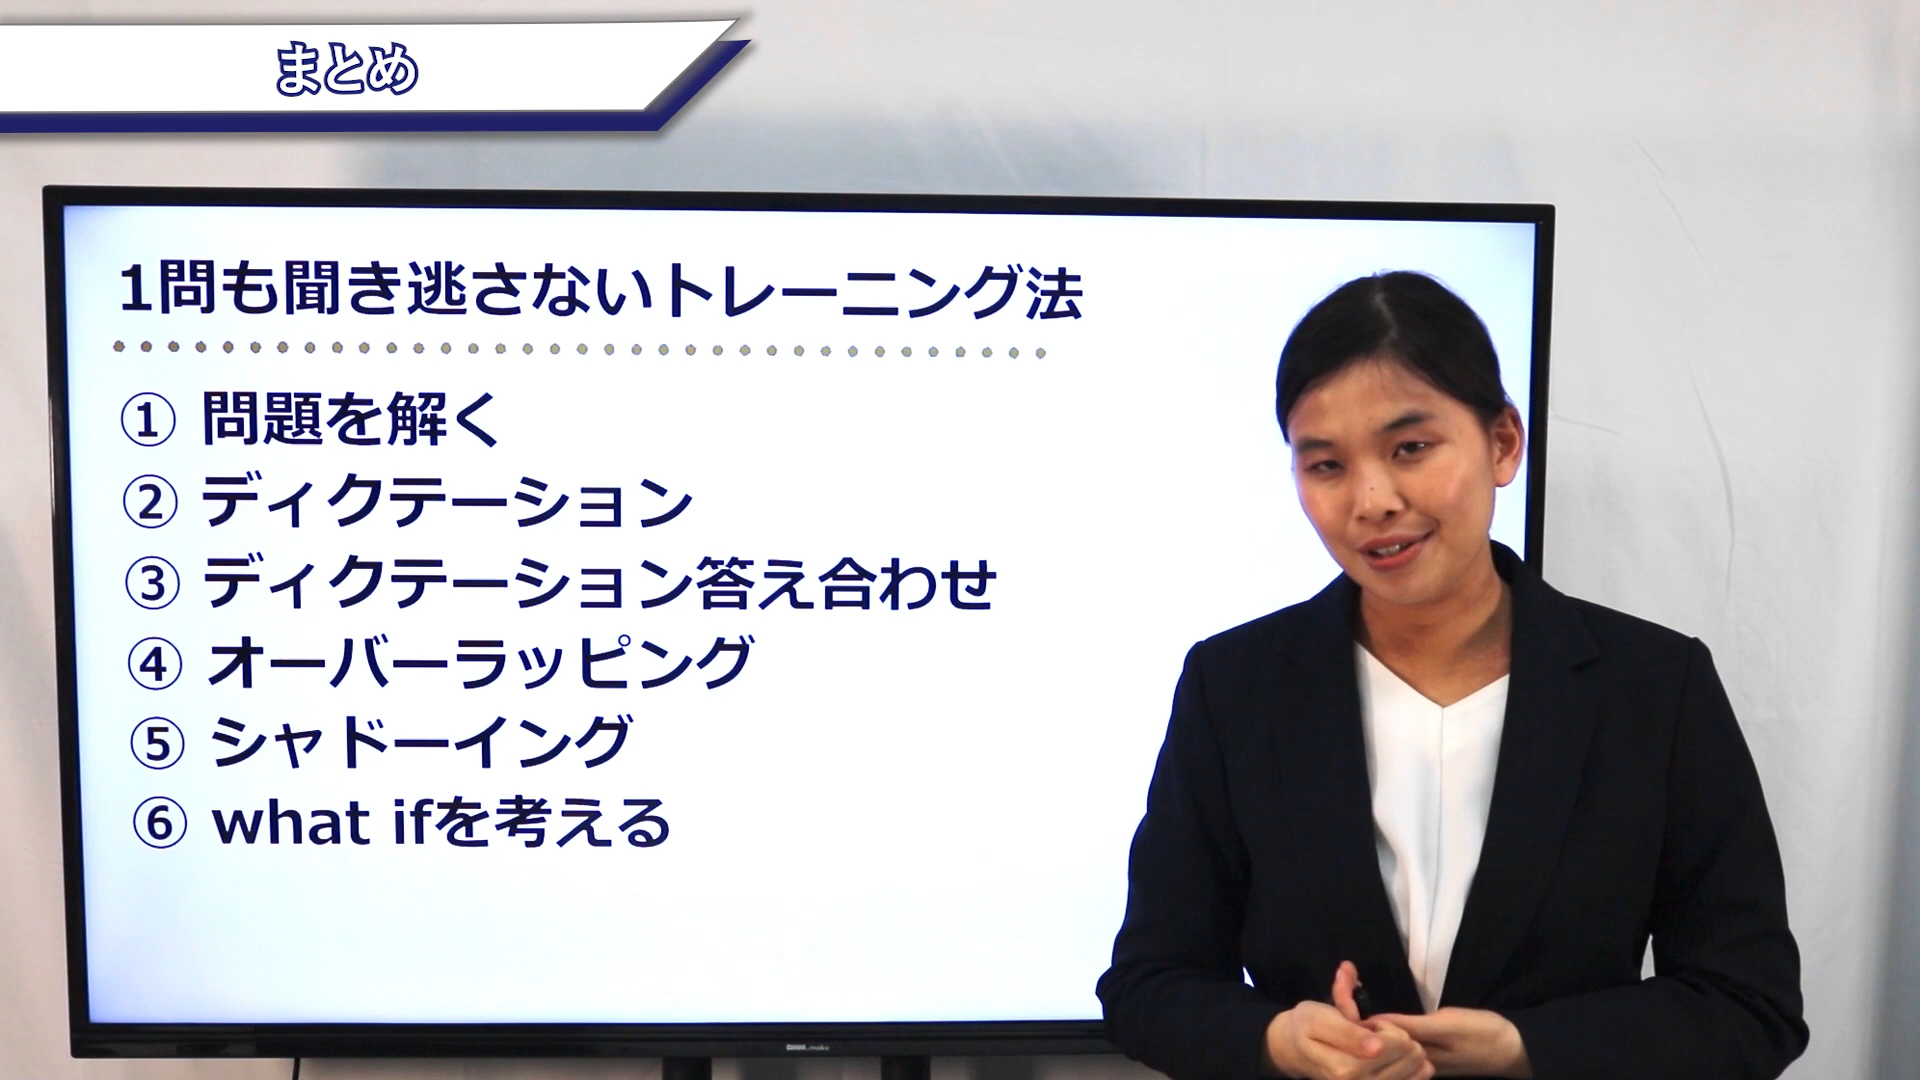 まとめ
1問も聞き逃さないトレーニング法
① 問題を解く
② ディクテーション
③ ディクテーション答え合わせ
④ オーバーラッピング
⑤ シャドーイング
⑥ what ifを考える
DMM.make